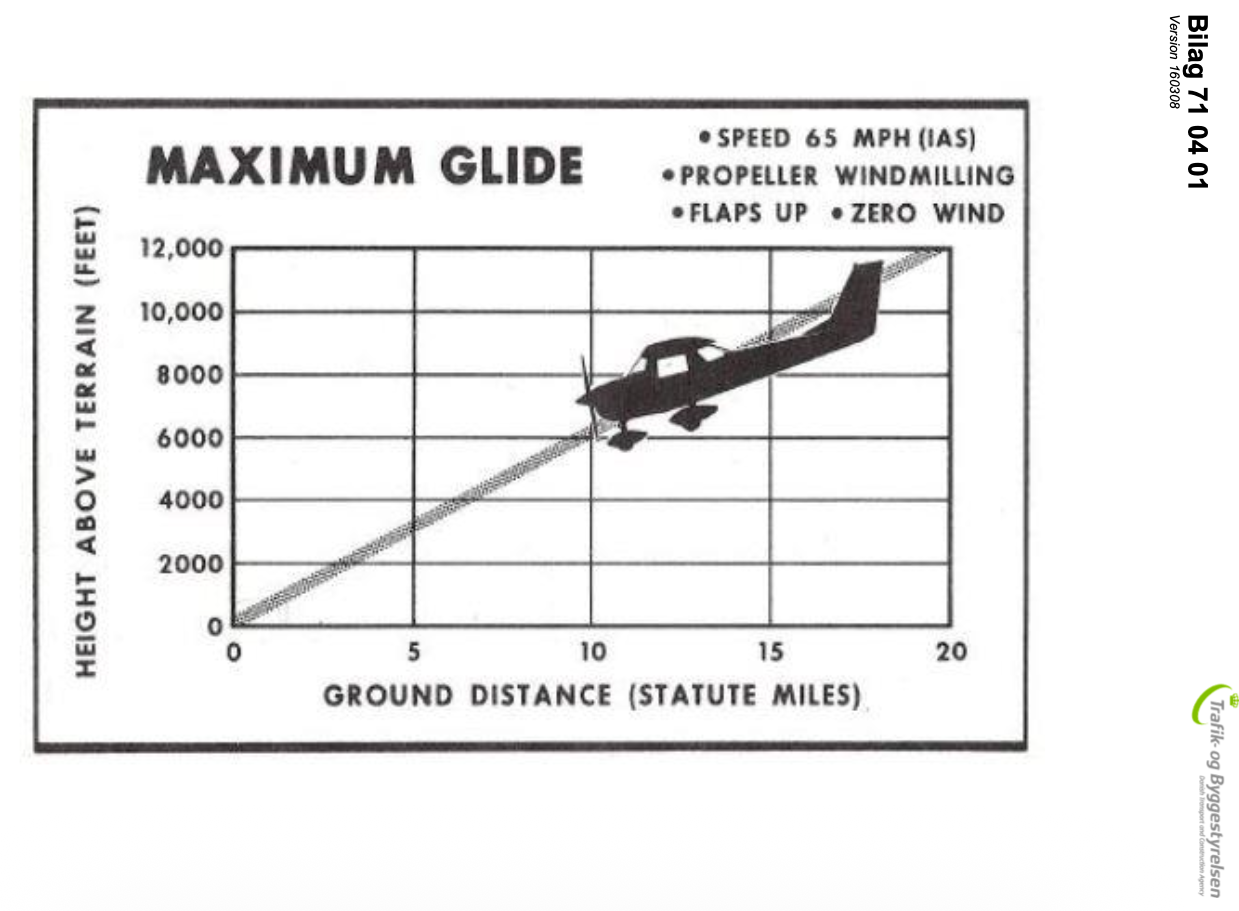 Bilag 71 04 01
Version 160308
MAXIMUM GLIDE
• SPEED 65 MPH (IAS)
• PROPELLER WINDMILLING
• FLAPS UP • ZERO WIND
HEIGHT ABOVE TERRAIN (FEET)
12,000
10,000
8000
6000
4000
2000
0
0 5 10 15 20
GROUND DISTANCE (STATUTE MILES)
Trafik- og Byggestyrelsen
Danish Transport and Construction Agency